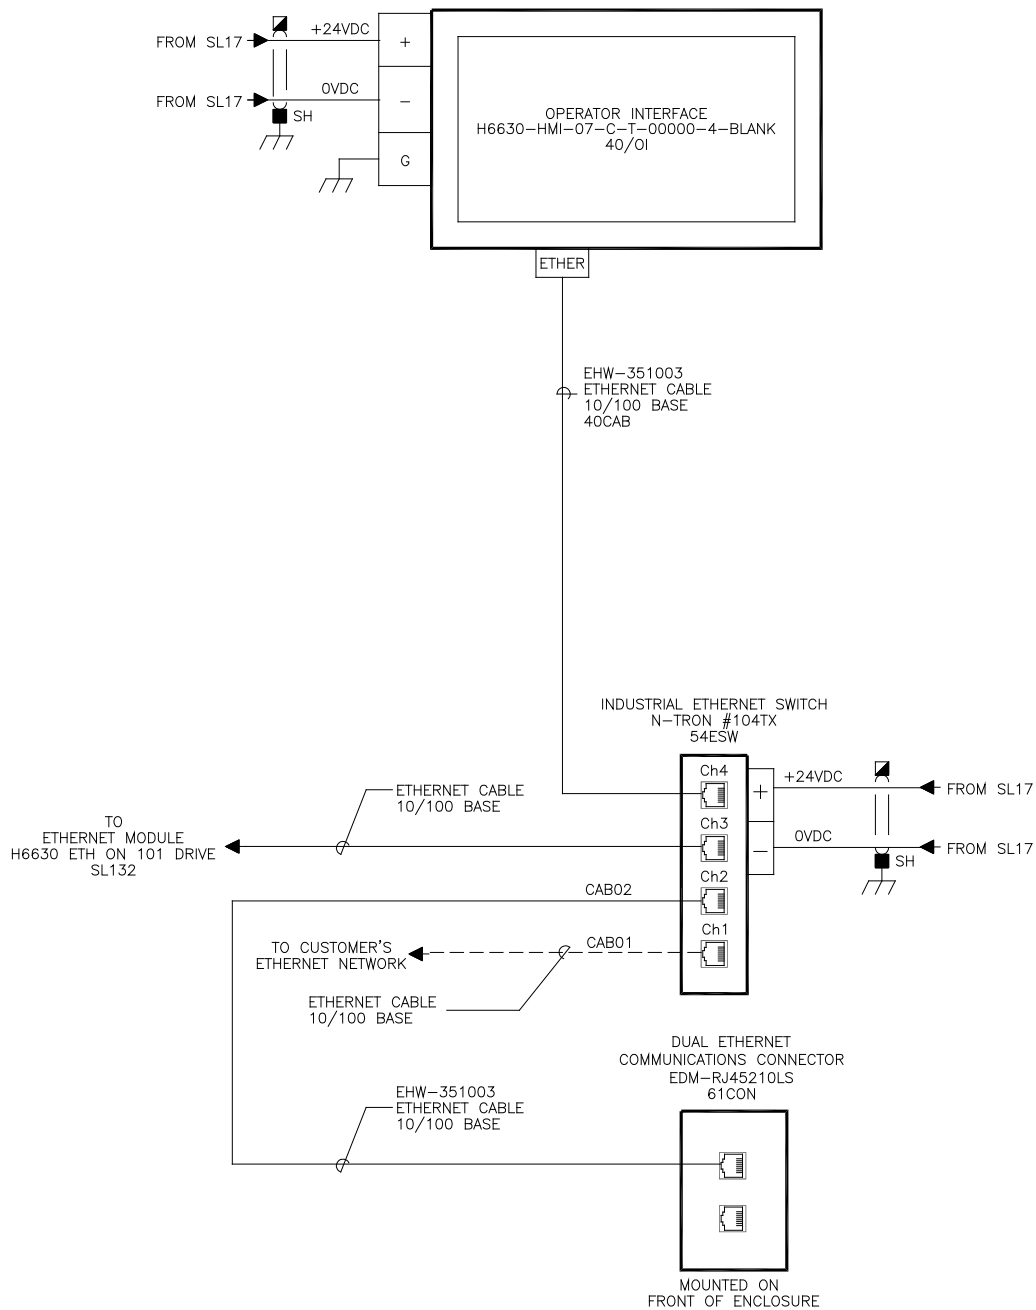 +24VDC
FROM SL17
+
0VDC
FROM SL17
−
SH
G
OPERATOR INTERFACE
H6630-HMI-07-C-T-00000-4-BLANK
40/OI
ETHER
EHW-351003
ETHERNET CABLE
10/100 BASE
40CAB
INDUSTRIAL ETHERNET SWITCH
N-TRON #104TX
54ESW
Ch4
+
+24VDC
FROM SL17
ETHERNET CABLE
10/100 BASE
TO
ETHERNET MODULE
H6630 ETH ON 101 DRIVE
SL132
Ch3
−
0VDC
FROM SL17
SH
Ch2
CAB02
Ch1
CAB01
TO CUSTOMER'S
ETHERNET NETWORK
ETHERNET CABLE
10/100 BASE
DUAL ETHERNET
COMMUNICATIONS CONNECTOR
EDM-RJ45210LS
61CON
EHW-351003
ETHERNET CABLE
10/100 BASE
MOUNTED ON
FRONT OF ENCLOSURE